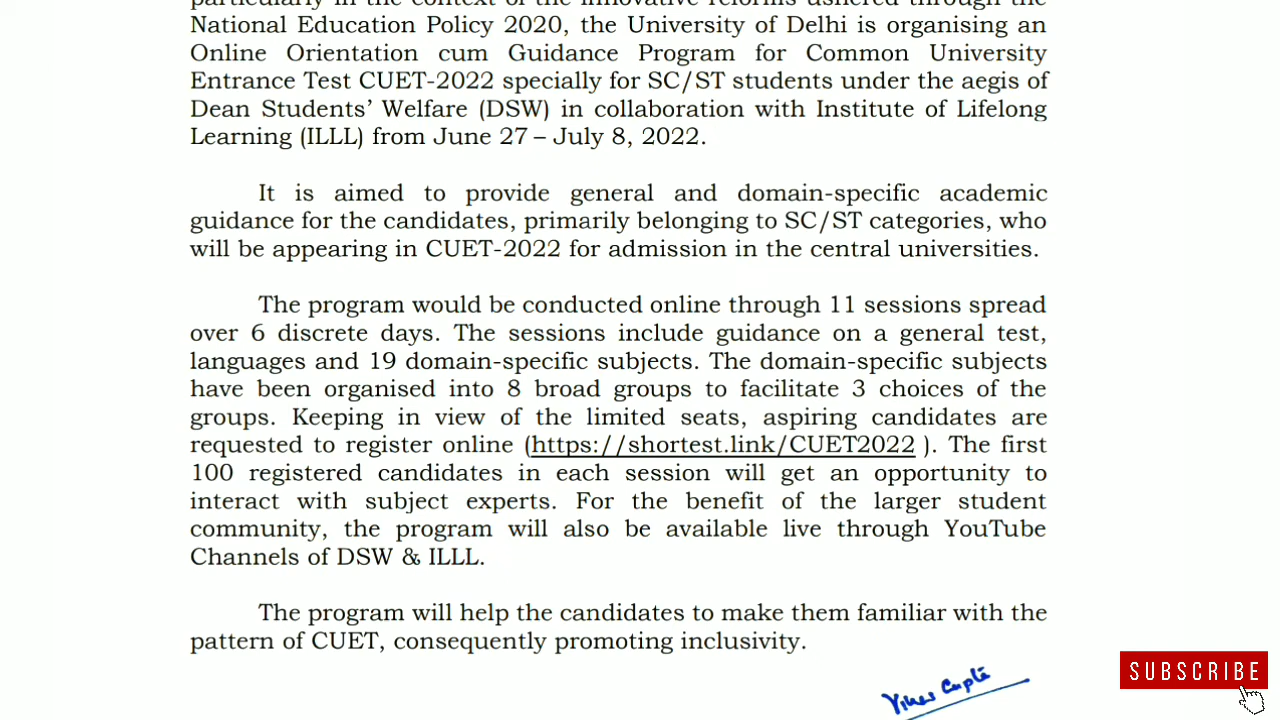 particularly in the context of the innovative reforms ushered through the
National Education Policy 2020, the University of Delhi is organising an
Online Orientation cum Guidance Program for Common University
Entrance Test CUET-2022 specially for SC/ST students under the aegis of
Dean Students’ Welfare (DSW) in collaboration with Institute of Lifelong
Learning (ILLL) from June 27 – July 8, 2022.
It is aimed to provide general and domain-specific academic
guidance for the candidates, primarily belonging to SC/ST categories, who
will be appearing in CUET-2022 for admission in the central universities.
The program would be conducted online through 11 sessions spread
over 6 discrete days. The sessions include guidance on a general test,
languages and 19 domain-specific subjects. The domain-specific subjects
have been organised into 8 broad groups to facilitate 3 choices of the
groups. Keeping in view of the limited seats, aspiring candidates are
requested to register online (https://shortest.link/CUET2022 ). The first
100 registered candidates in each session will get an opportunity to
interact with subject experts. For the benefit of the larger student
community, the program will also be available live through YouTube
Channels of DSW & ILLL.
The program will help the candidates to make them familiar with the
pattern of CUET, consequently promoting inclusivity.
Vikas Gupta
SUBSCRIBE